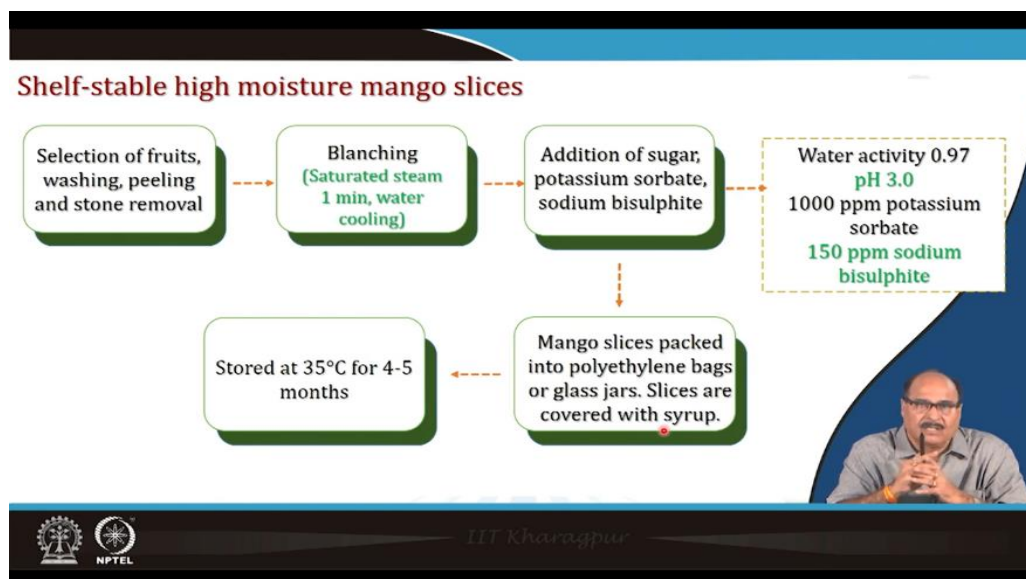 Shelf-stable high moisture mango slices
Selection of fruits,
washing, peeling
and stone removal
Blanching
(Saturated steam
1 min, water
cooling)
Addition of sugar,
potassium sorbate,
sodium bisulphite
Water activity 0.97
pH 3.0
1000 ppm potassium
sorbate
150 ppm sodium
bisulphite
Mango slices packed
into polyethylene bags
or glass jars. Slices are
covered with syrup.
Stored at 35°C for 4-5
months
NPTEL
IIT Kharagpur